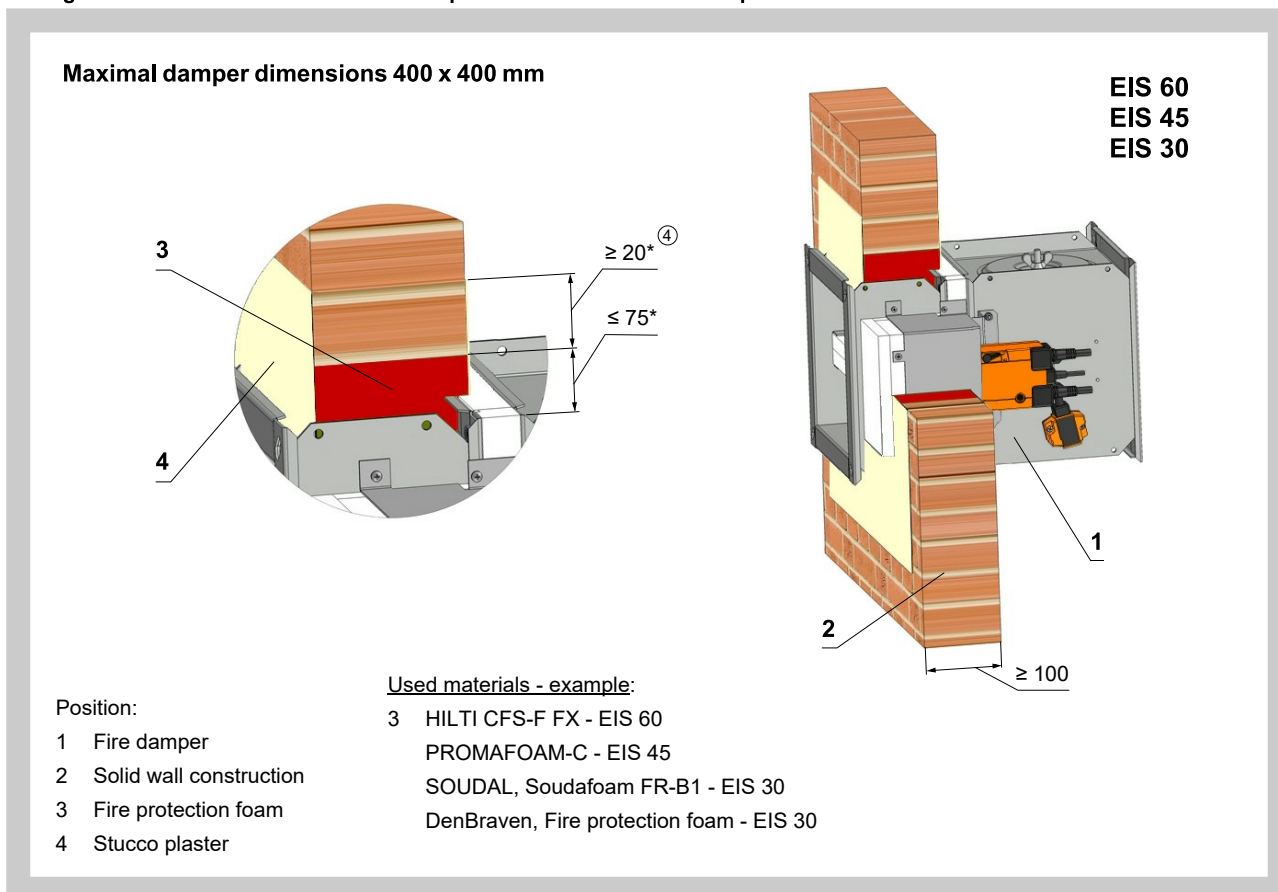 Maximal damper dimensions 400 x 400 mm
EIS 60
EIS 45
EIS 30
3
≥ 20* ④
≤ 75*
4
1
2
≥ 100
Position:
1 Fire damper
2 Solid wall construction
3 Fire protection foam
4 Stucco plaster
Used materials - example:
3 HILTI CFS-F FX - EIS 60
PROMAFOAM-C - EIS 45
SOUDAL, Soudafoam FR-B1 - EIS 30
DenBraven, Fire protection foam - EIS 30